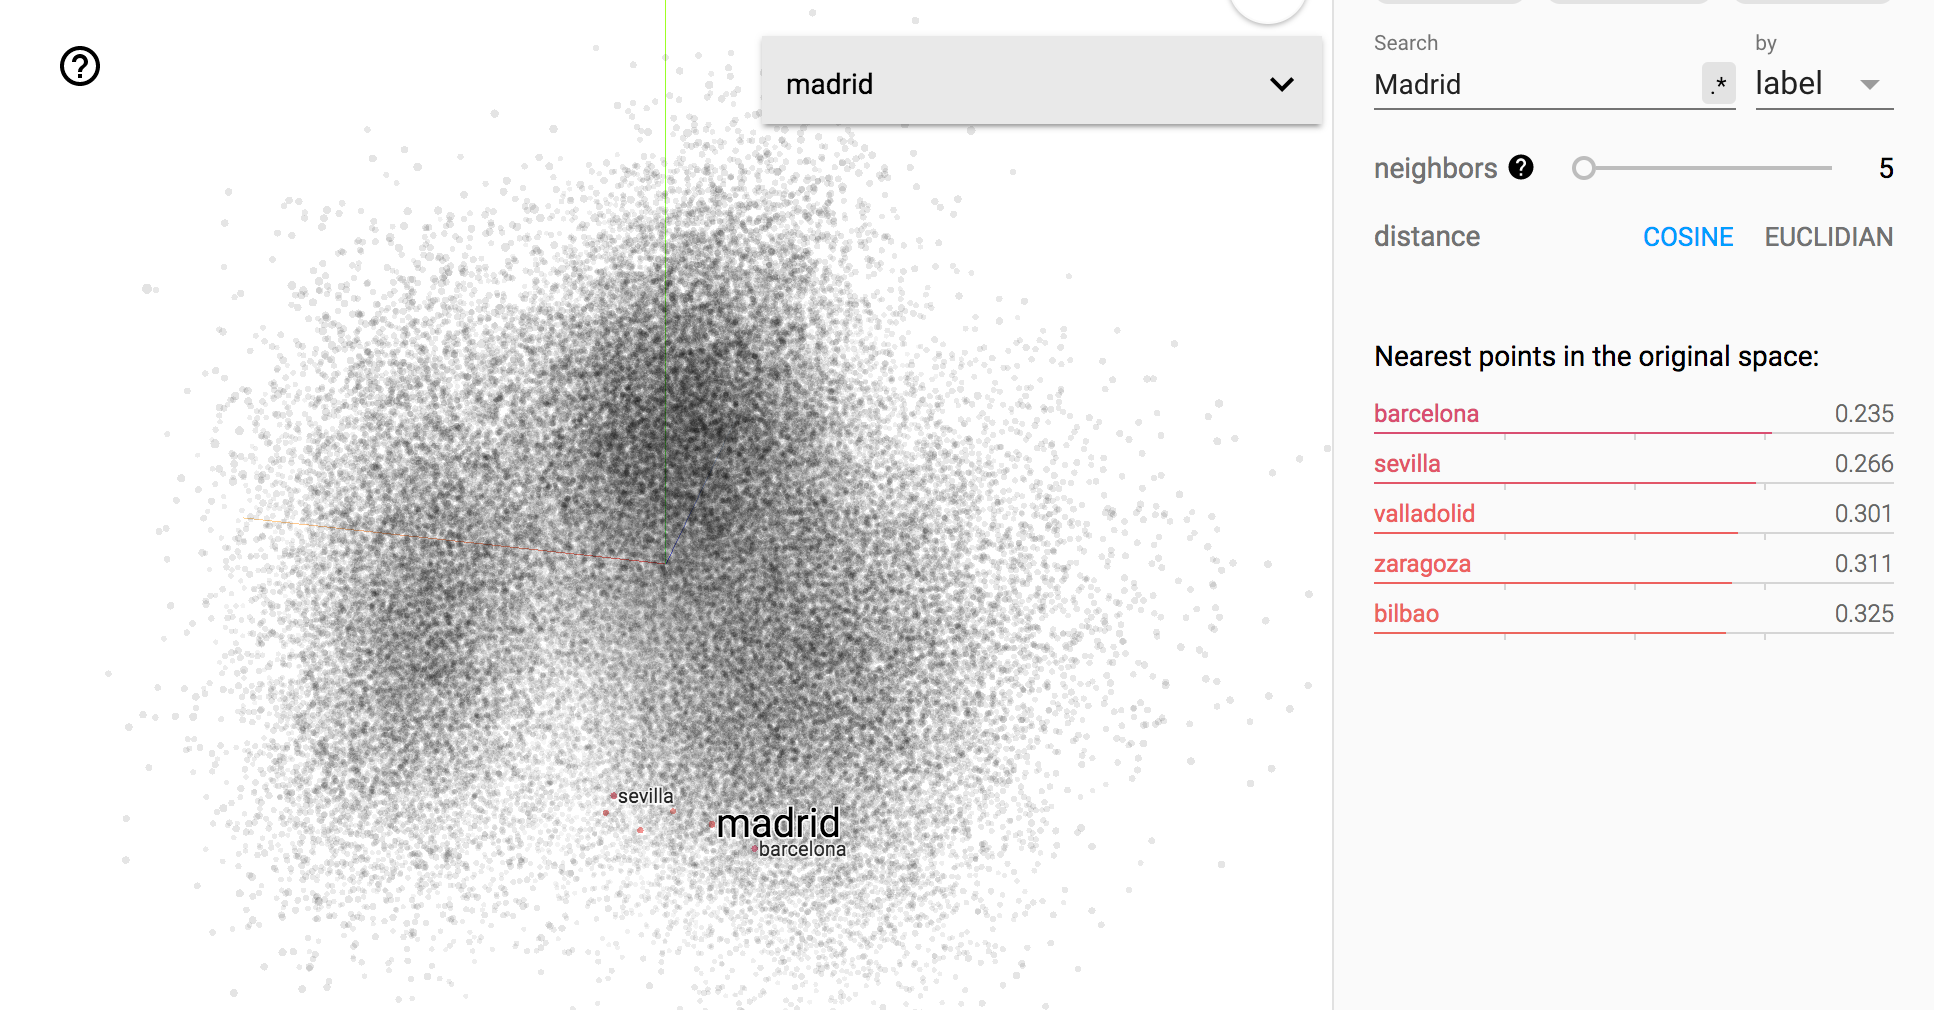 ?
madrid
sevilla
madrid
barcelona
Search
by
Madrid
.*
label
neighbors ?
5
distance
COSINE
EUCLIDIAN
Nearest points in the original space:
barcelona 0.235
sevilla 0.266
valladolid 0.301
zaragoza 0.311
bilbao 0.325